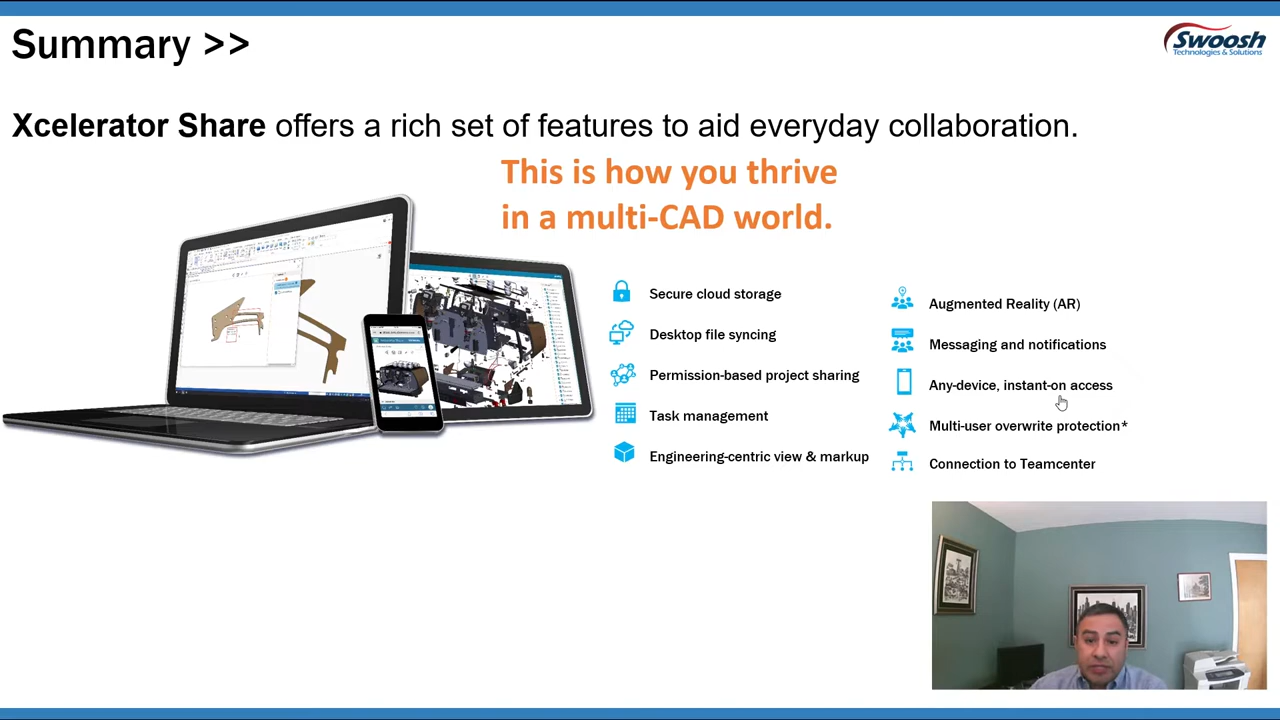 Summary >>
Swoosh
Technologies & Solutions
Xcelerator Share offers a rich set of features to aid everyday collaboration.
This is how you thrive
in a multi-CAD world.
Secure cloud storage
Desktop file syncing
Permission-based project sharing
Task management
Engineering-centric view & markup
Augmented Reality (AR)
Messaging and notifications
Any-device, instant-on access
Multi-user overwrite protection*
Connection to Teamcenter